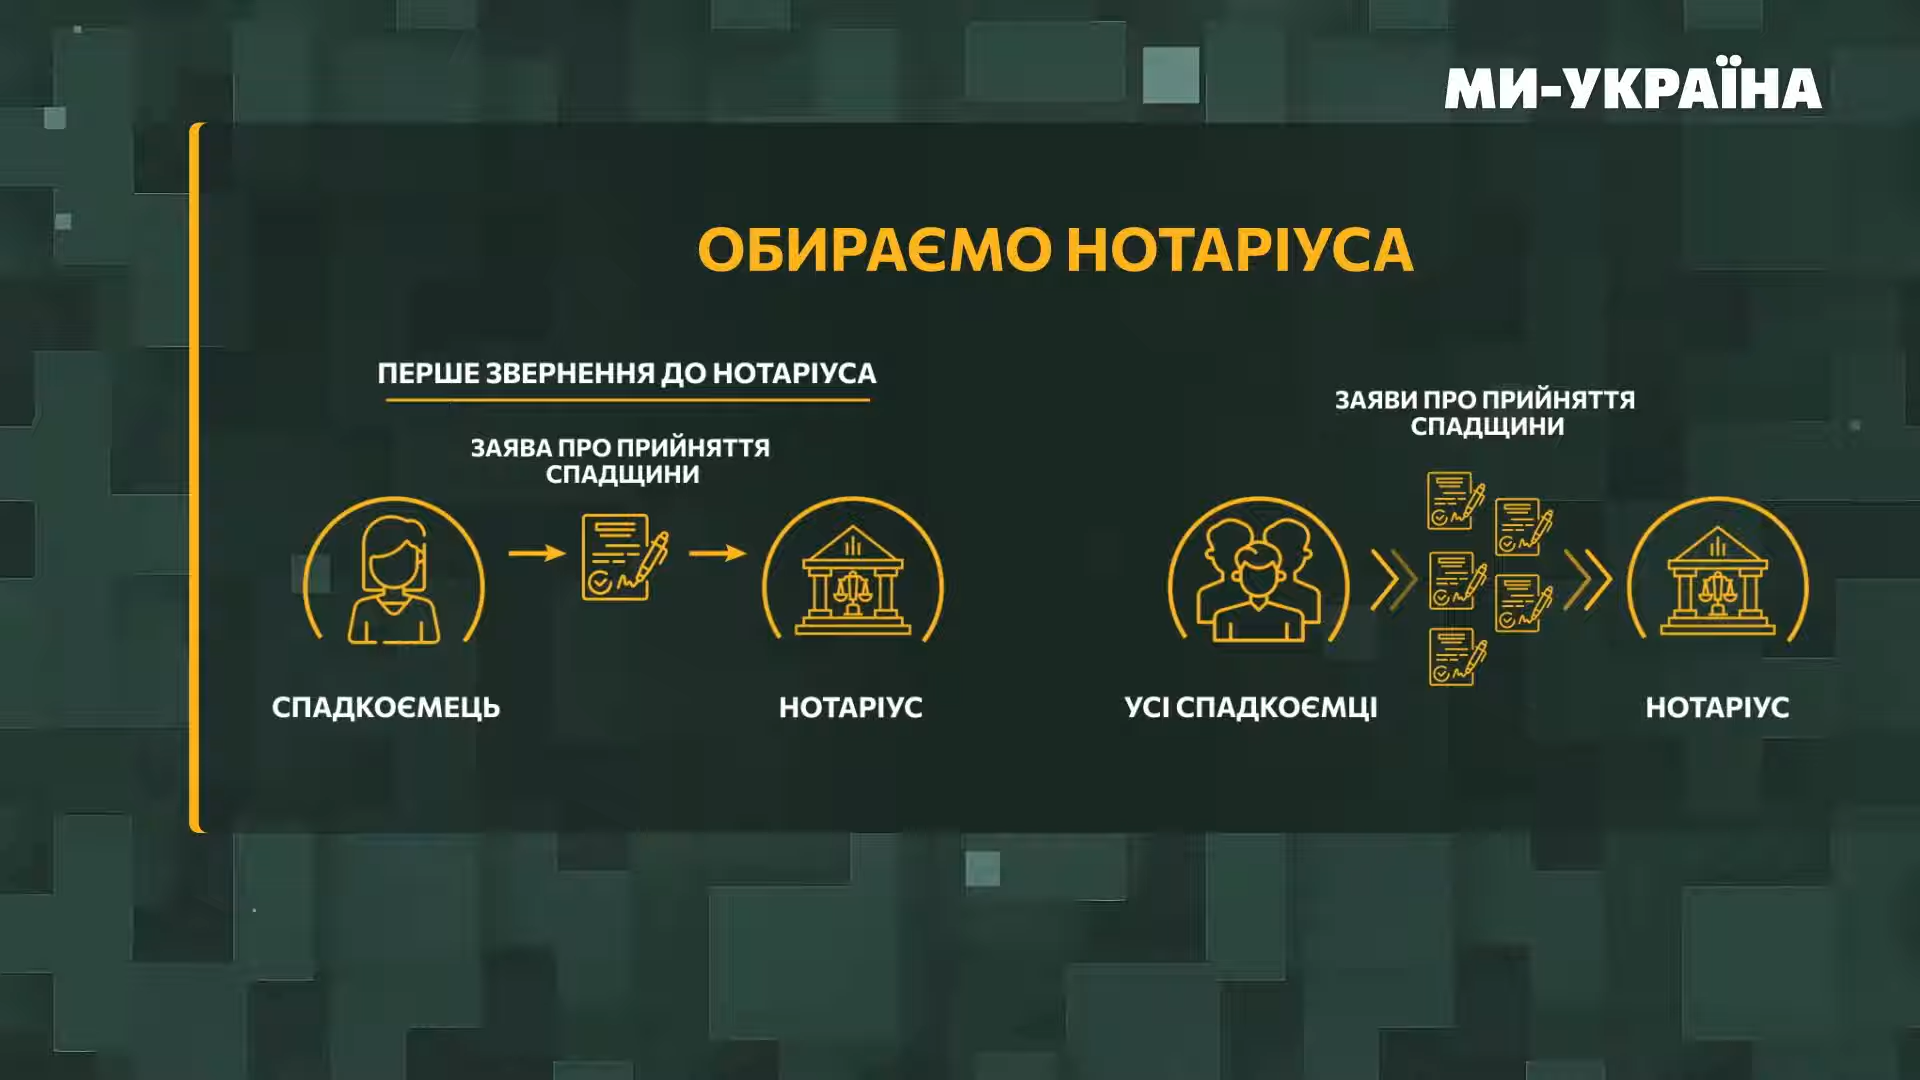 МИ-УКРАЇНА
ОБИРАЄМО НОТАРІУСА
ПЕРШЕ ЗВЕРНЕННЯ ДО НОТАРІУСА
ЗАЯВА ПРО ПРИЙНЯТТЯ
СПАДЩИНИ
СПАДКОЄМЕЦЬ
НОТАРІУС
ЗАЯВИ ПРО ПРИЙНЯТТЯ
СПАДЩИНИ
УСІ СПАДКОЄМЦІ
НОТАРІУС